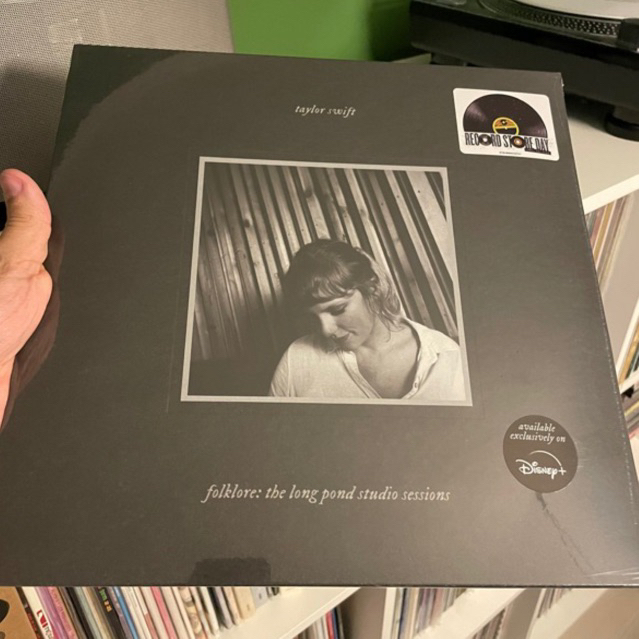 taylor swift
RECORD STORE DAY
available
exclusively on
Disney+
folklore: the long pond studio sessions